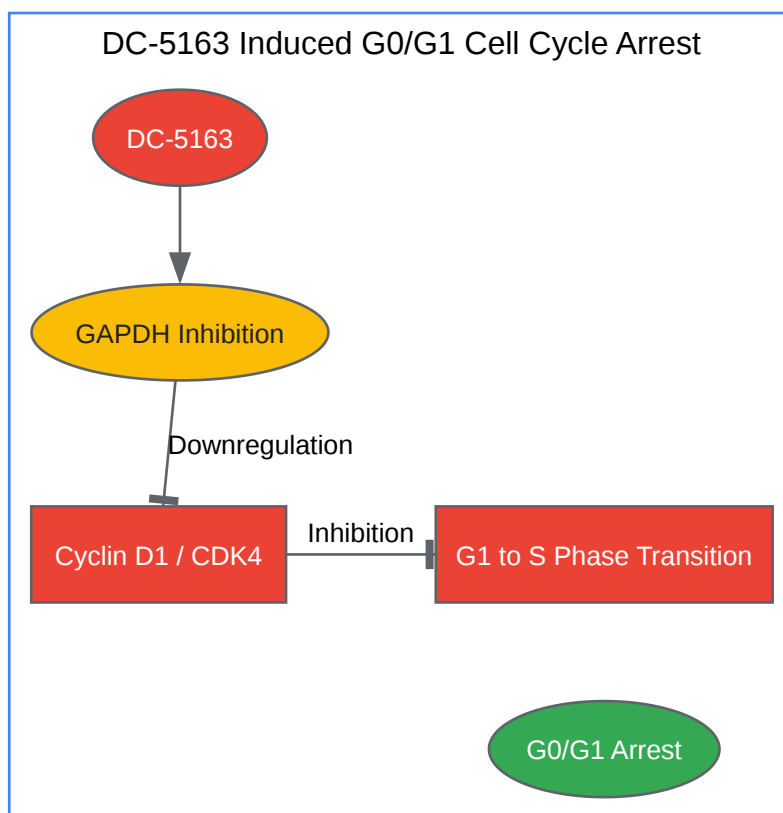 DC-5163 Induced G0/G1 Cell Cycle Arrest
DC-5163
GAPDH Inhibition
Downregulation
Cyclin D1 / CDK4
Inhibition
G1 to S Phase Transition
G0/G1 Arrest